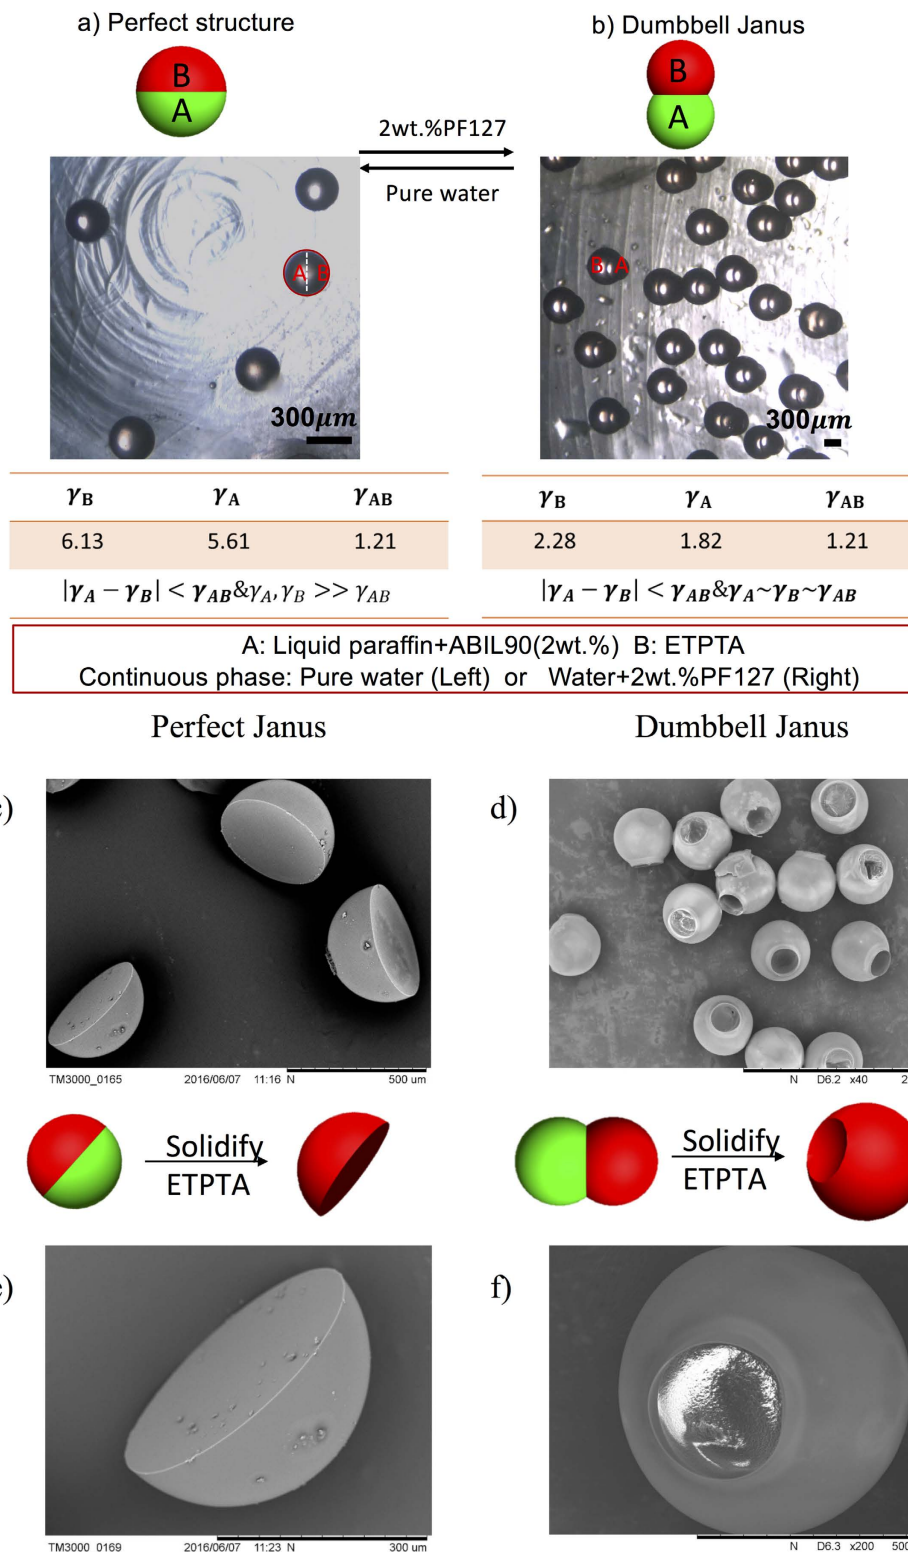 a) Perfect structure
b) Dumbbell Janus
B
A
B
A
2wt.%PF127
Pure water
A B
B A
300μm
300μm
γB γA γAB
6.13 5.61 1.21
|γA − γB| < γAB&γA,γB >> γAB
γB γA γAB
2.28 1.82 1.21
|γA − γB| < γAB&γA~γB~γAB
A: Liquid paraffin+ABIL90(2wt.%) B: ETPTA
Continuous phase: Pure water (Left) or Water+2wt.%PF127 (Right)
Perfect Janus
Dumbbell Janus
d)
TM3000_0165 2016/06/07 11:16 N 500 um
N D6.2 x40 2
Solidify
ETPTA
Solidify
ETPTA
e)
f)
TM3000_0169 2016/06/07 11:23 N 300 um
N D6.3 x200 500